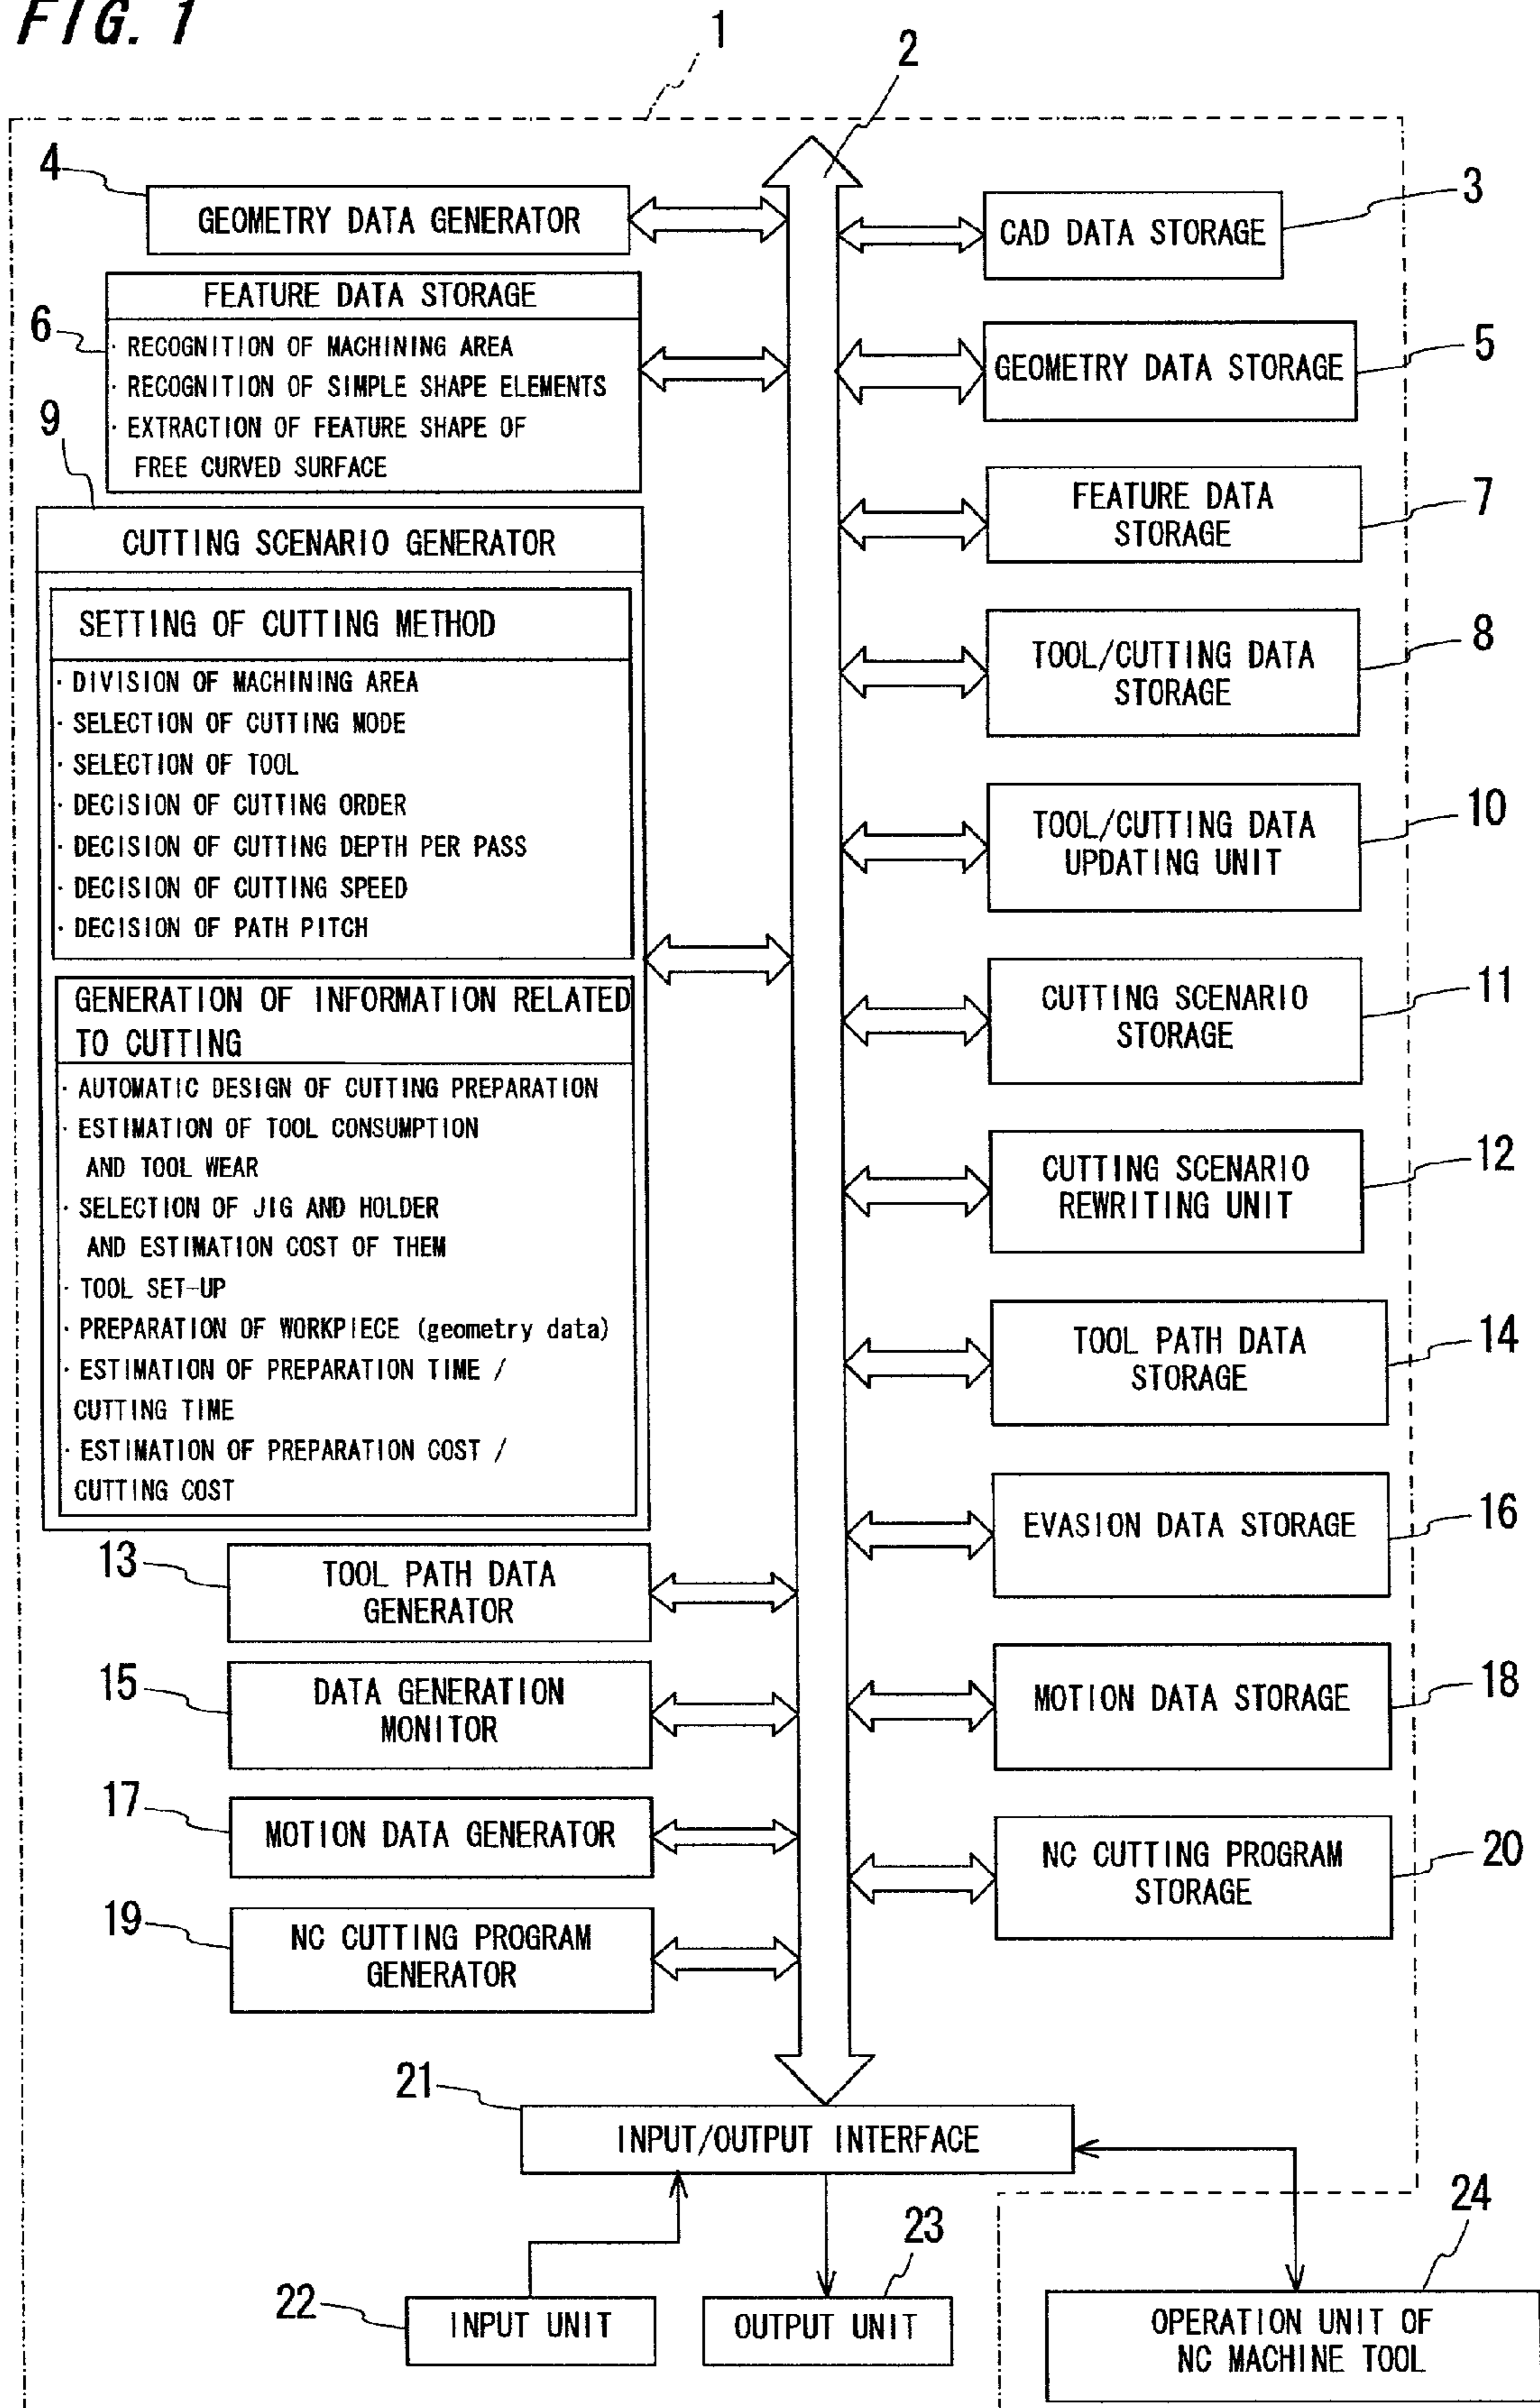 FIG. 1
1
2
4
GEOMETRY DATA GENERATOR
3
CAD DATA STORAGE
6
FEATURE DATA STORAGE
· RECOGNITION OF MACHINING AREA
· RECOGNITION OF SIMPLE SHAPE ELEMENTS
· EXTRACTION OF FEATURE SHAPE OF
FREE CURVED SURFACE
5
GEOMETRY DATA STORAGE
7
FEATURE DATA
STORAGE
9
CUTTING SCENARIO GENERATOR
SETTING OF CUTTING METHOD
· DIVISION OF MACHINING AREA
· SELECTION OF CUTTING MODE
· SELECTION OF TOOL
· DECISION OF CUTTING ORDER
· DECISION OF CUTTING DEPTH PER PASS
· DECISION OF CUTTING SPEED
· DECISION OF PATH PITCH
GENERATION OF INFORMATION RELATED
TO CUTTING
· AUTOMATIC DESIGN OF CUTTING PREPARATION
· ESTIMATION OF TOOL CONSUMPTION
AND TOOL WEAR
· SELECTION OF JIG AND HOLDER
AND ESTIMATION COST OF THEM
· TOOL SET-UP
· PREPARATION OF WORKPIECE (geometry data)
· ESTIMATION OF PREPARATION TIME /
CUTTING TIME
· ESTIMATION OF PREPARATION COST /
CUTTING COST
8
TOOL/CUTTING DATA
STORAGE
10
TOOL/CUTTING DATA
UPDATING UNIT
11
CUTTING SCENARIO
STORAGE
12
CUTTING SCENARIO
REWRITING UNIT
14
TOOL PATH DATA
STORAGE
16
EVASION DATA STORAGE
13
TOOL PATH DATA
GENERATOR
15
DATA GENERATION
MONITOR
18
MOTION DATA STORAGE
17
MOTION DATA GENERATOR
20
NC CUTTING PROGRAM
STORAGE
19
NC CUTTING PROGRAM
GENERATOR
21
INPUT/OUTPUT INTERFACE
22
INPUT UNIT
23
OUTPUT UNIT
24
OPERATION UNIT OF
NC MACHINE TOOL